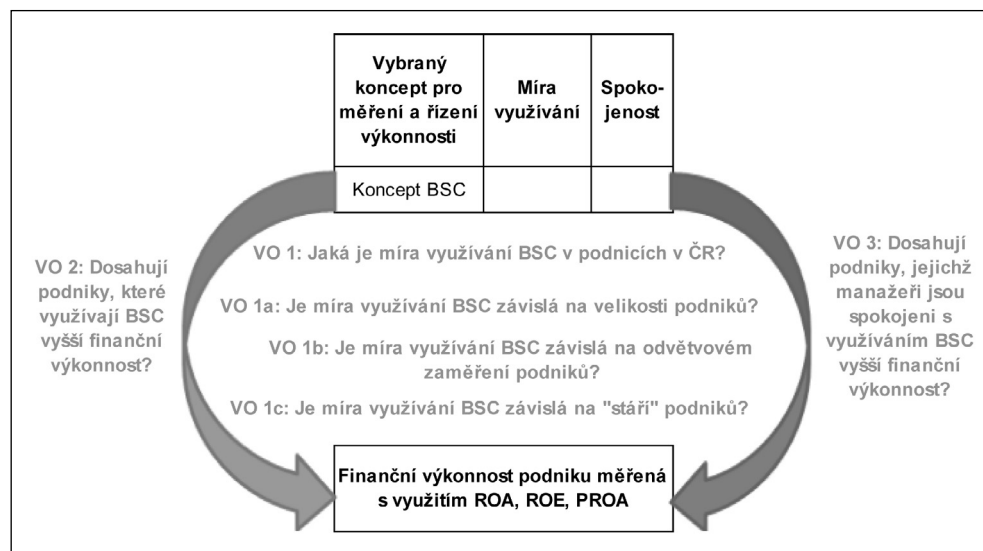 Vybraný
koncept pro
měření a řízení
výkonnosti
Míra
využívání
Spoko-
jenost
Koncept BSC
VO 2: Dosahují
podniky, které
využívají BSC
vyšší finanční
výkonnost?
VO 1: Jaká je míra využívání BSC v podnicích v ČR?
VO 1a: Je míra využívání BSC závislá na velikosti podniků?
VO 1b: Je míra využívání BSC závislá na odvětvovém
zaměření podniků?
VO 1c: Je míra využívání BSC závislá na "stáří" podniků?
VO 3: Dosahují
podniky, jejichž
manažeři jsou
spokojeni s
využíváním BSC
vyšší finanční
výkonnost?
Finanční výkonnost podniku měřená
s využitím ROA, ROE, PROA